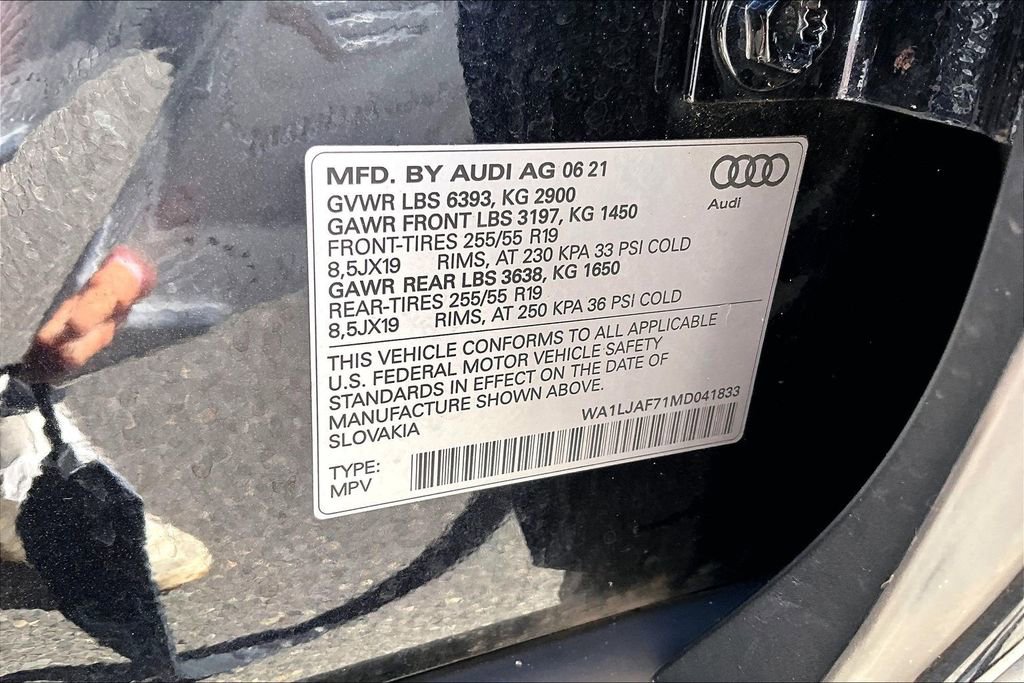 MFD. BY AUDI AG 06 21
Audi
GVWR LBS 6393, KG 2900
GAWR FRONT LBS 3197, KG 1450
FRONT-TIRES 255/55 R19
8,5JX19 RIMS, AT 230 KPA 33 PSI COLD
GAWR REAR LBS 3638, KG 1650
REAR-TIRES 255/55 R19
8,5JX19 RIMS, AT 250 KPA 36 PSI COLD
THIS VEHICLE CONFORMS TO ALL APPLICABLE
U.S. FEDERAL MOTOR VEHICLE SAFETY
STANDARDS IN EFFECT ON THE DATE OF
MANUFACTURE SHOWN ABOVE.
SLOVAKIA
WA1LJAF71MD041833
TYPE:
MPV